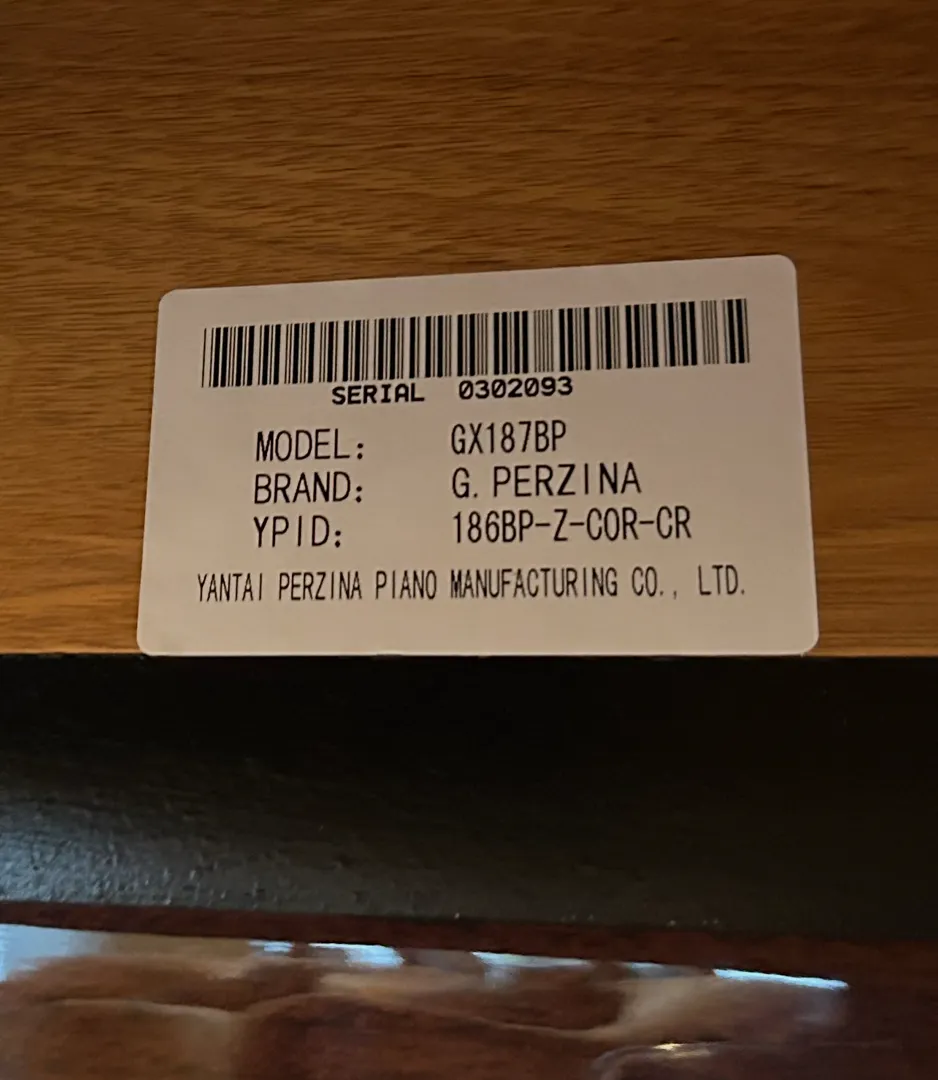 SERIAL 0302093
MODEL: GX187BP
BRAND: G. PERZINA
YPID: 186BP-Z-COR-CR
YANTAI PERZINA PIANO MANUFACTURING CO., LTD.